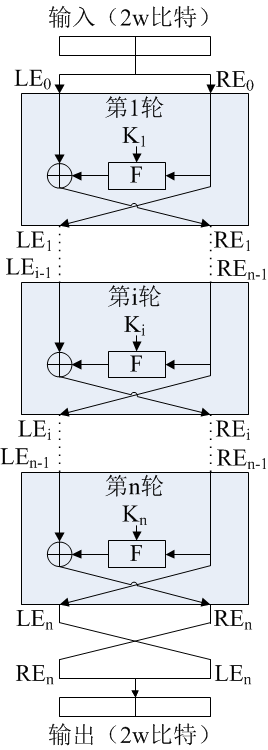 输入（2w比特）
LE0 RE0
第1轮
K1
F
LE1 RE1
LEi-1 REn-1
第i轮
Ki
F
LEi REi
LEn-1 REn-1
第n轮
Kn
F
LEn REn
REn LEn
输出（2w比特）